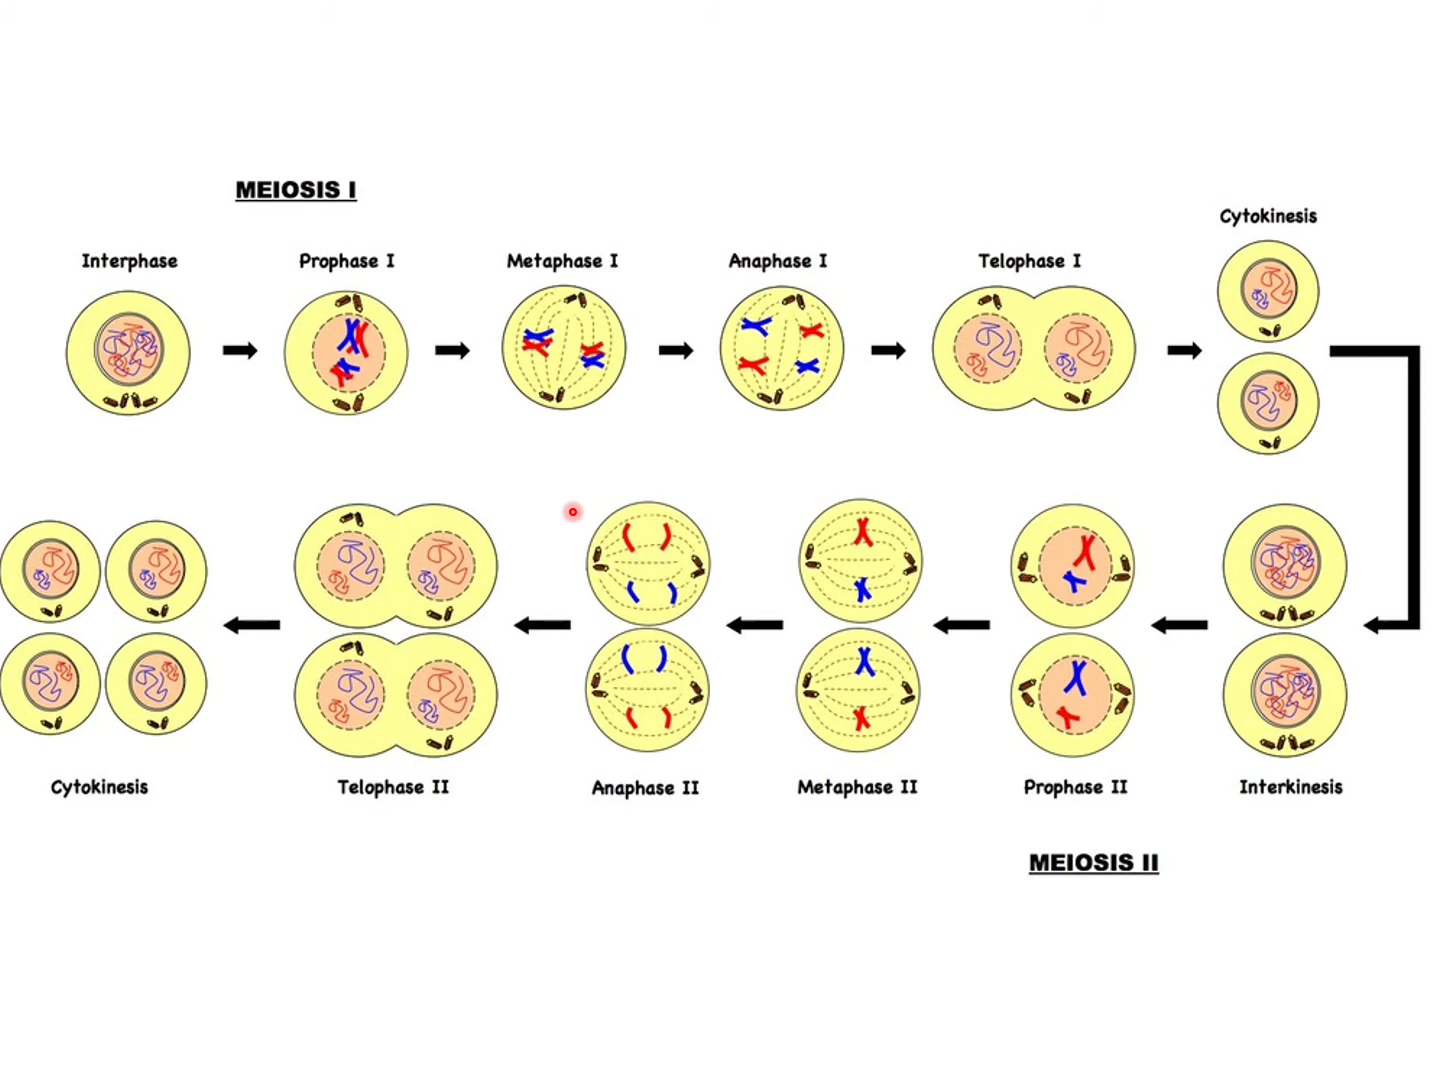 MEIOSIS I
Cytokinesis
Interphase
Prophase I
Metaphase I
Anaphase I
Telophase I
Cytokinesis
Telophase II
Anaphase II
Metaphase II
Prophase II
Interkinesis
MEIOSIS II